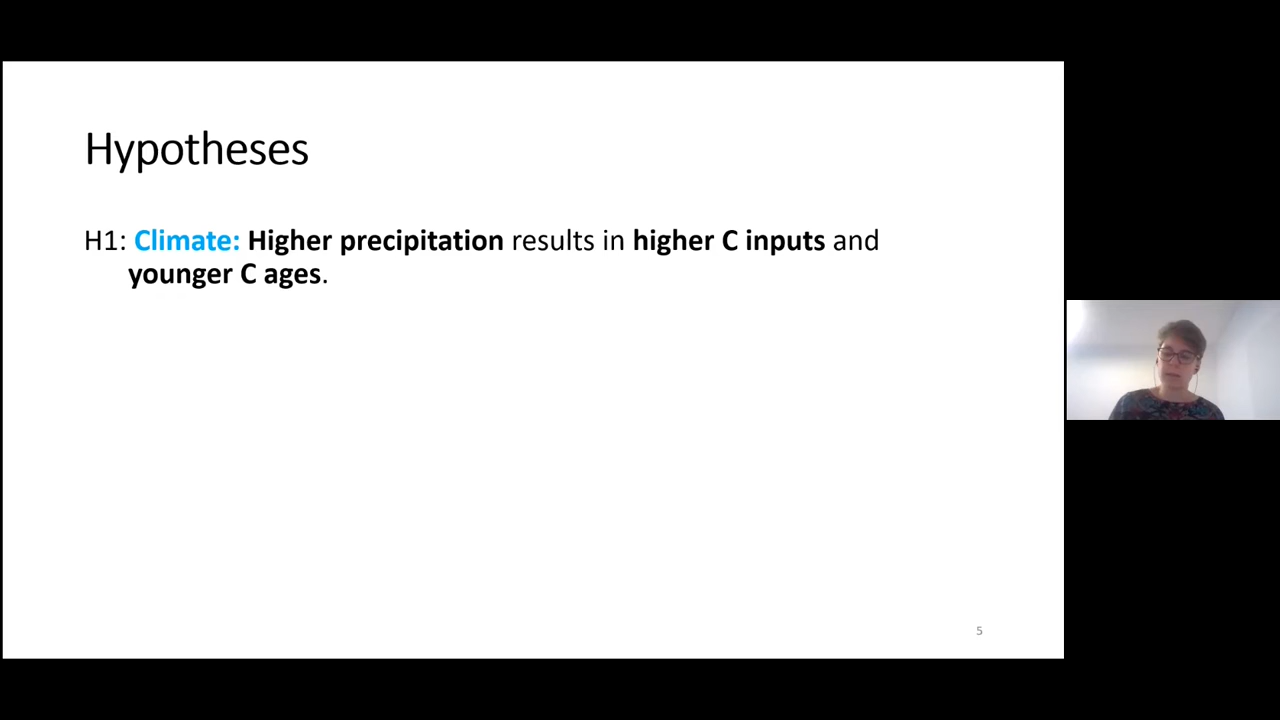 Hypotheses
H1: Climate: Higher precipitation results in higher C inputs and
younger C ages.
5